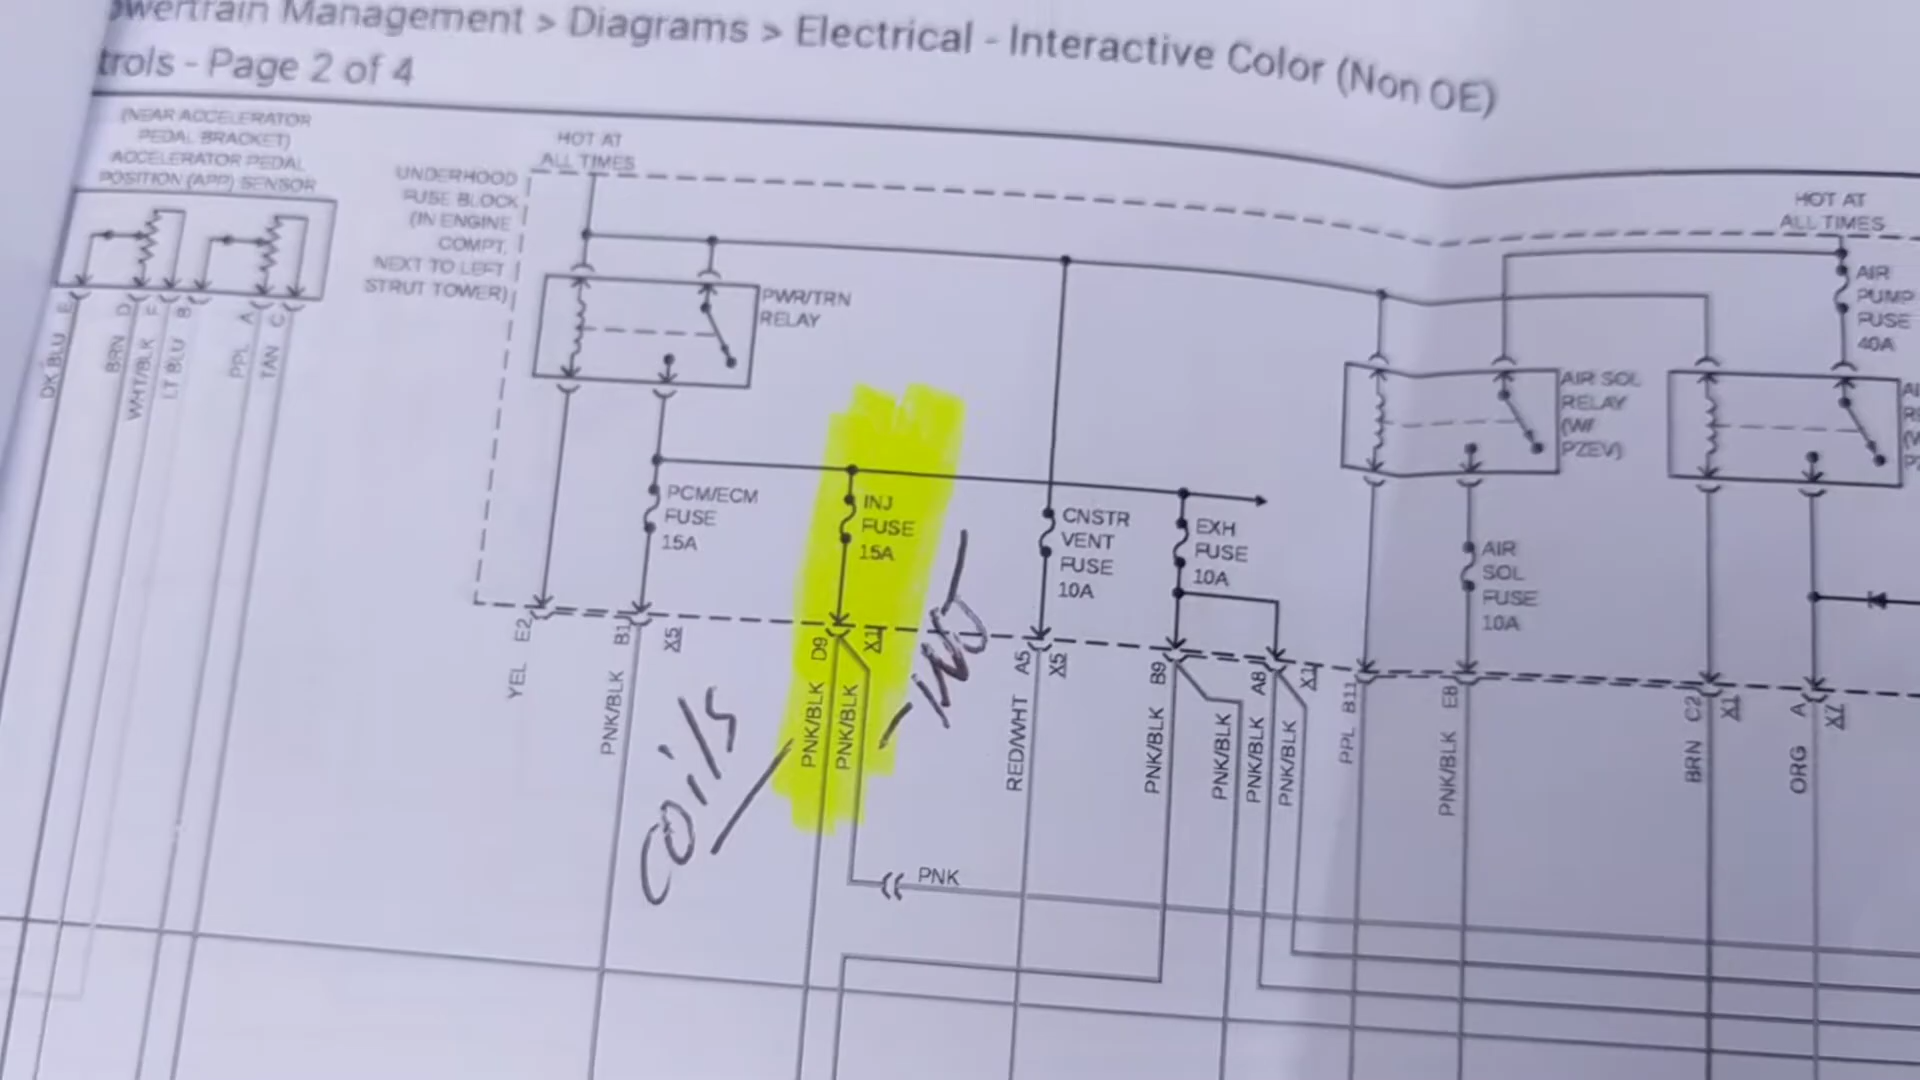 Management > Diagrams > Electrical - Interactive Color (Non OE)
trols - Page 2 of 4
(NEAR ACCELERATOR
PEDAL BRACKET)
ACCELERATOR PEDAL
POSITION (APP) SENSOR
HOT AT
ALL TIMES
UNDERHOOD
FUSE BLOCK
(IN ENGINE
COMPT,
NEXT TO LEFT
STRUT TOWER)
HOT AT
ALL TIMES
AIR
PUMP
FUSE
40A
PWR/TRN
RELAY
AIR SOL
RELAY
(W/
PZEV)
E
D
F
B
A
C
DK BLU
BRN
WHT/BLK
LT BLU
PPL
TAN
PCM/ECM
FUSE
15A
INJ
FUSE
15A
CNSTR
VENT
FUSE
10A
EXH
FUSE
10A
AIR
SOL
FUSE
10A
YEL E2
PNK/BLK B1
X5
D9
X1
PNK/BLK
PNK/BLK
RED/WHT A5
X5
PNK/BLK B9
PNK/BLK
PNK/BLK A8
PNK/BLK
X1
PPL B11
PNK/BLK E8
BRN C2
X1
ORG A
X7
coils
PNK